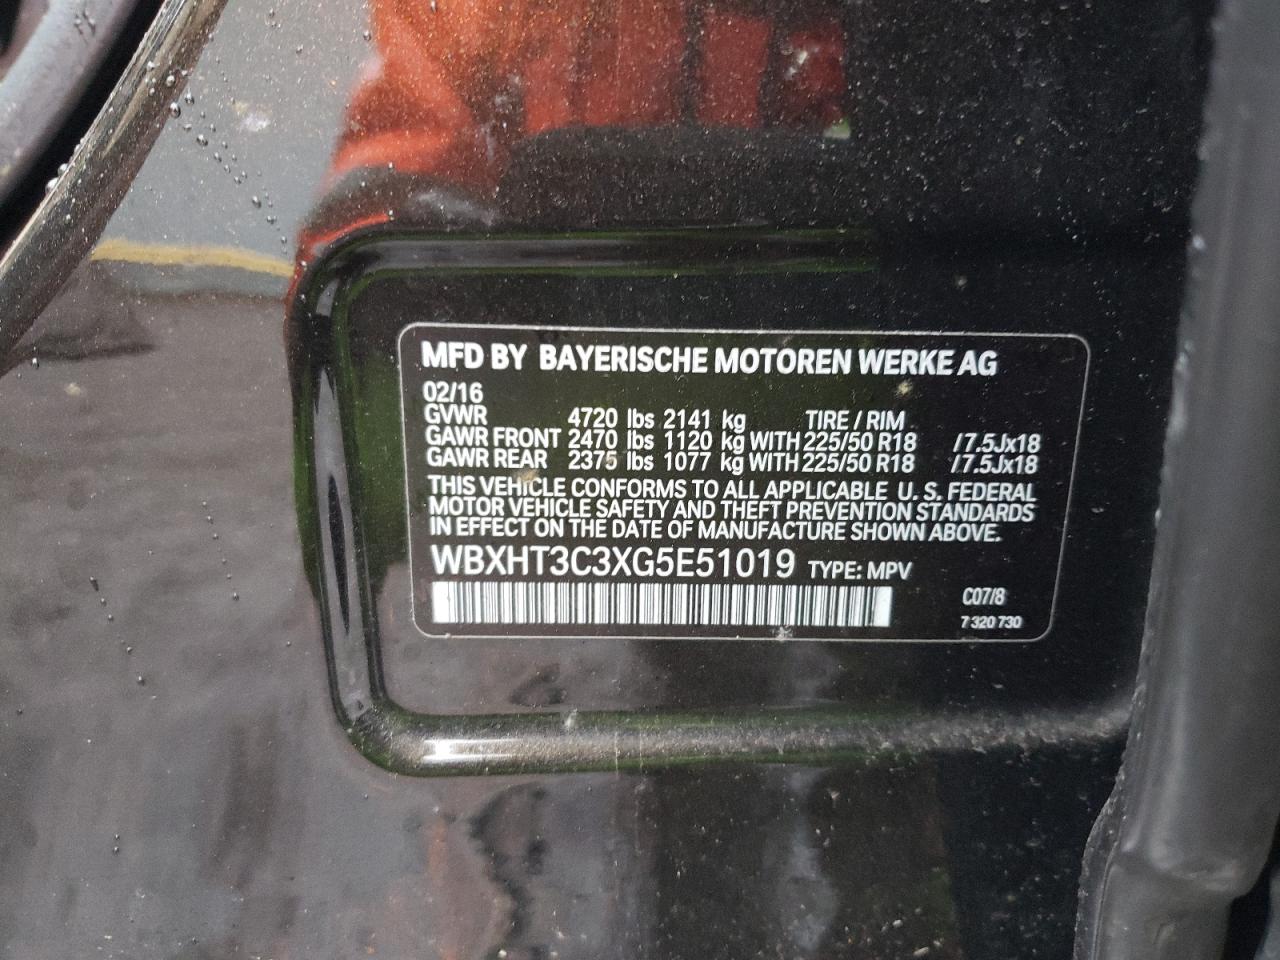 MFD BY BAYERISCHE MOTOREN WERKE AG
02/16
GVWR 4720 lbs 2141 kg TIRE / RIM
GAWR FRONT 2470 lbs 1120 kg WITH 225/50 R18 /7.5Jx18
GAWR REAR 2375 lbs 1077 kg WITH 225/50 R18 /7.5Jx18
THIS VEHICLE CONFORMS TO ALL APPLICABLE U. S. FEDERAL
MOTOR VEHICLE SAFETY AND THEFT PREVENTION STANDARDS
IN EFFECT ON THE DATE OF MANUFACTURE SHOWN ABOVE.
WBXHT3C3XG5E51019 TYPE: MPV
C07/8
7 320 730